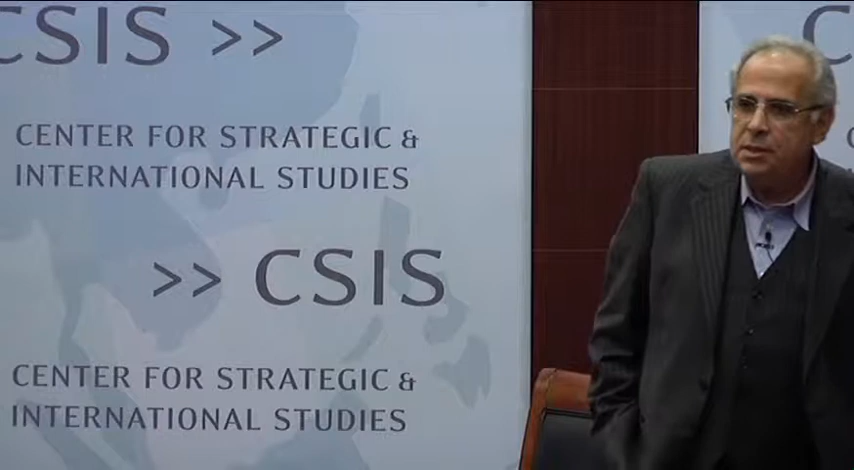 CSIS >>
CENTER FOR STRATEGIC &
INTERNATIONAL STUDIES
>> CSIS
CENTER FOR STRATEGIC &
INTERNATIONAL STUDIES
C